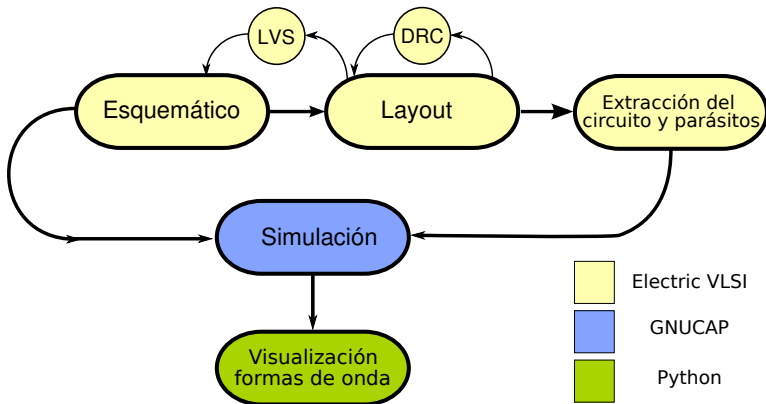 LVS
DRC
Esquemático
Layout
Extracción del
circuito y parásitos
Simulación
Electric VLSI
GNUCAP
Visualización
formas de onda
Python